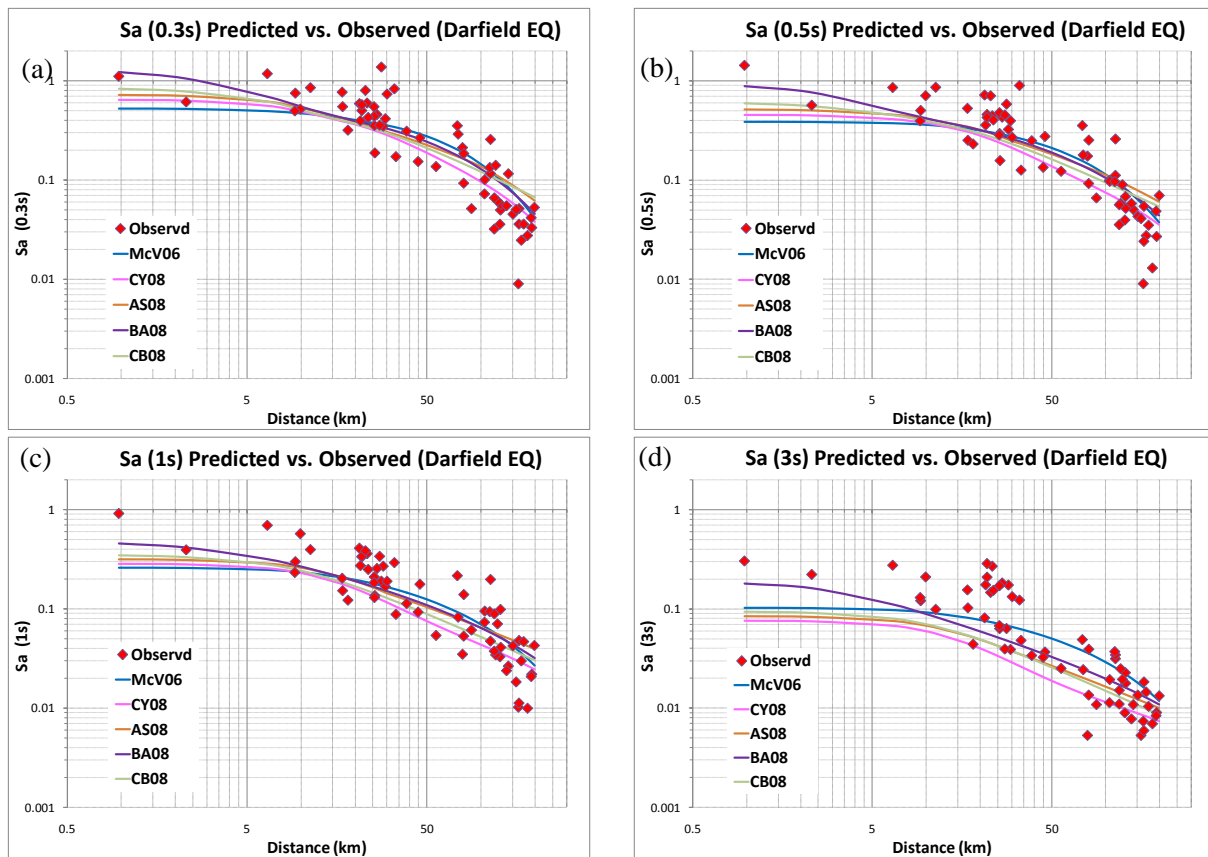 (a)
Sa (0.3s) Predicted vs. Observed (Darfield EQ)
1
0.1
0.01
0.001
Sa (0.3s)
Observd
McV06
CY08
AS08
BA08
CB08
0.5
5
50
Distance (km)
(b)
Sa (0.5s) Predicted vs. Observed (Darfield EQ)
1
0.1
0.01
0.001
Sa (0.5s)
Observd
McV06
CY08
AS08
BA08
CB08
0.5
5
50
Distance (km)
(c)
Sa (1s) Predicted vs. Observed (Darfield EQ)
1
0.1
0.01
0.001
Sa (1s)
Observd
McV06
CY08
AS08
BA08
CB08
0.5
5
50
Distance (km)
(d)
Sa (3s) Predicted vs. Observed (Darfield EQ)
1
0.1
0.01
0.001
Sa (3s)
Observd
McV06
CY08
AS08
BA08
CB08
0.5
5
50
Distance (km)